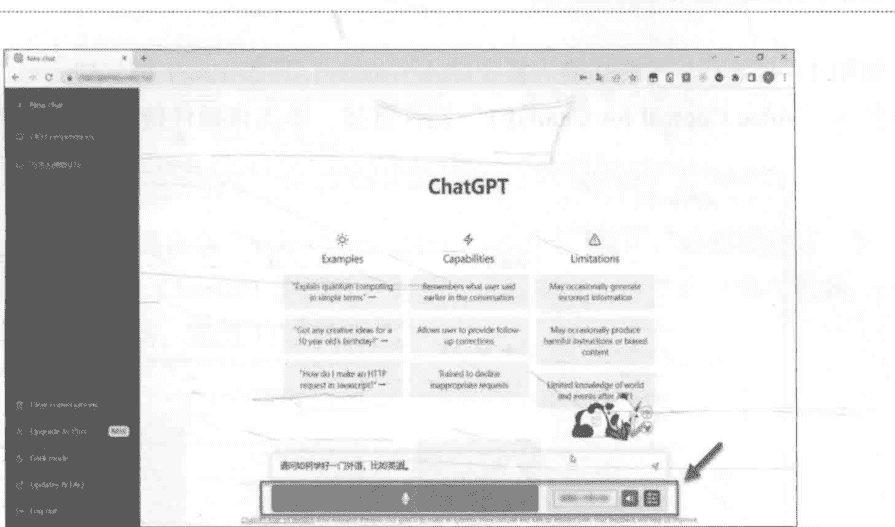 New chat
New chat
Clear conversations
Upgrade to Plus
Dark mode
Updates & FAQ
Log out
ChatGPT
Examples
Capabilities
Limitations
"Explain quantum computing
in simple terms" →
Remembers what user said
earlier in the conversation
May occasionally generate
incorrect information
"Got any creative ideas for a
10 year old's birthday?" →
Allows user to provide follow-
up corrections
May occasionally produce
harmful instructions or biased
content
"How do I make an HTTP
request in Javascript?" →
Trained to decline
inappropriate requests
Limited knowledge of world
and events after
请问如何学好一门外语，比如英语。